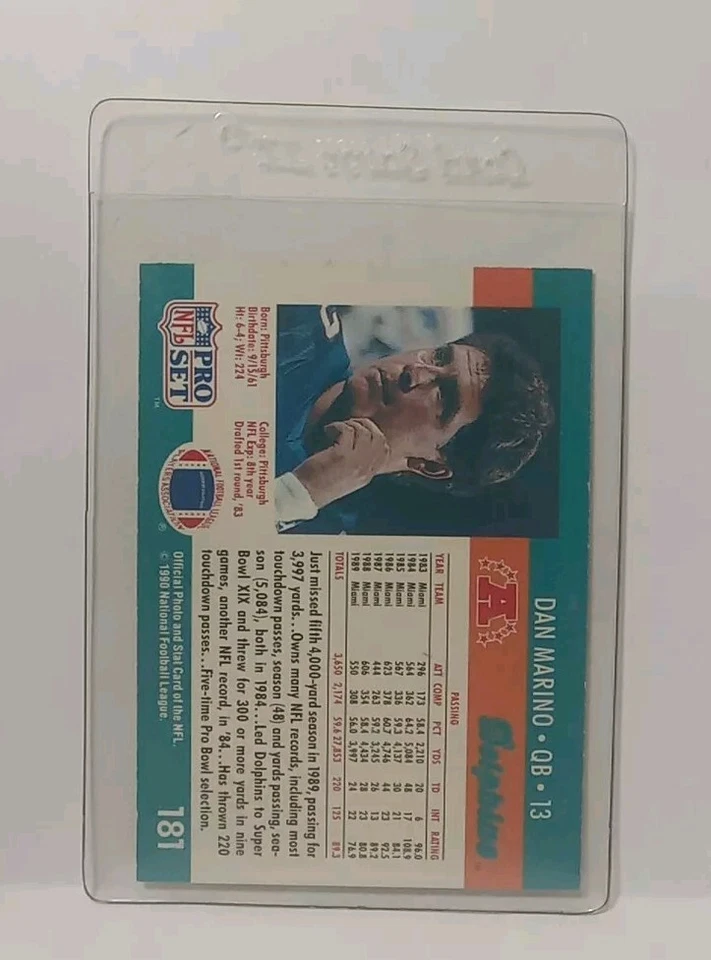 DAN MARINO • QB • 13
A
Dolphins
TM
PASSING
YEAR TEAM ATT COMP PCT YDS TD INT RATING
1983 Miami 296 173 58.4 2,210 20 6 96.0
1984 Miami 564 362 64.2 5,084 48 17 108.9
1985 Miami 567 336 59.3 4,137 30 21 84.1
1986 Miami 623 378 60.7 4,746 44 23 92.5
1987 Miami 444 263 59.2 3,245 26 13 89.2
1988 Miami 606 354 58.4 4,434 28 23 80.8
1989 Miami 550 308 56.0 3,997 24 22 76.9
TOTALS 3,650 2,174 59.6 27,853 220 125 89.3
Just missed fifth 4,000-yard season in 1989, passing for
3,997 yards...Owns many NFL records, including most
touchdown passes, season (48) and yards passing, sea-
son (5,084), both in 1984...Led Dolphins to Super
Bowl XIX and threw for 300 or more yards in nine
games, another NFL record, in '84...Has thrown 220
touchdown passes...Five-time Pro Bowl selection.
Born: Pittsburgh
Birthdate: 9/15/61
Ht: 6-4; Wt: 224
College: Pittsburgh
NFL Exp: 8th year
Drafted 1st round, '83
NFL
PRO
SET
TM
NATIONAL FOOTBALL LEAGUE
PLAYERS ASSOCIATION
®
Official Photo and Stat Card of the NFL.
© 1990 National Football League.
181